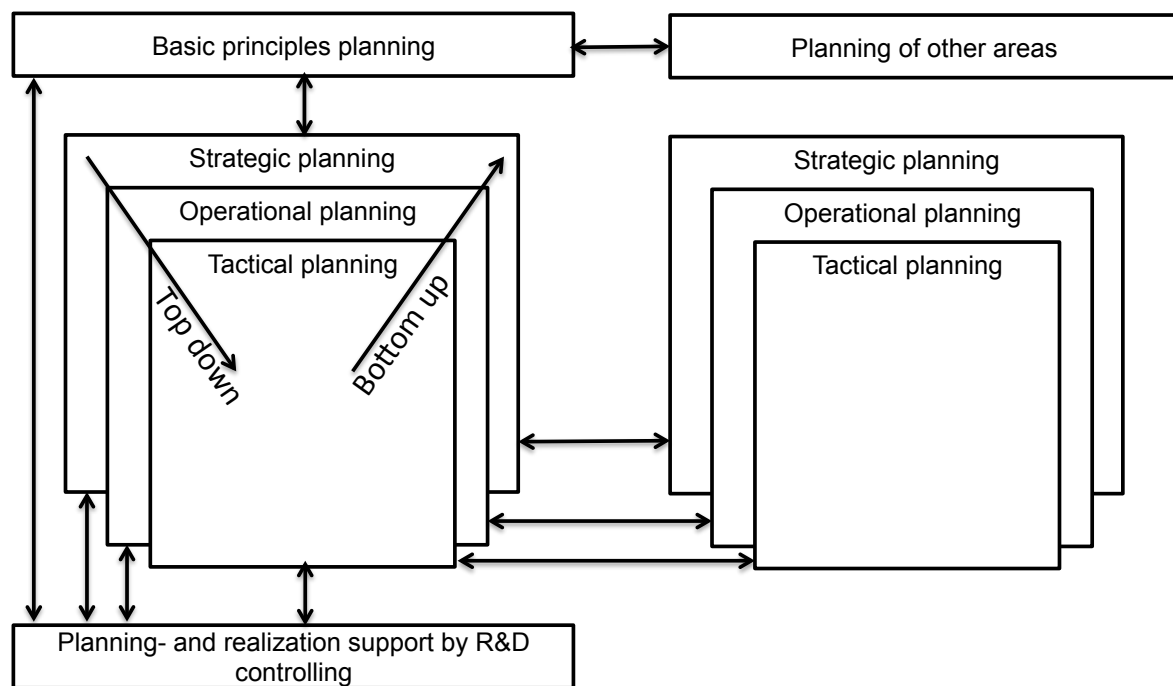 Basic principles planning
Planning of other areas
Strategic planning
Operational planning
Tactical planning
Top down
Bottom up
Strategic planning
Operational planning
Tactical planning
Planning- and realization support by R&D
controlling